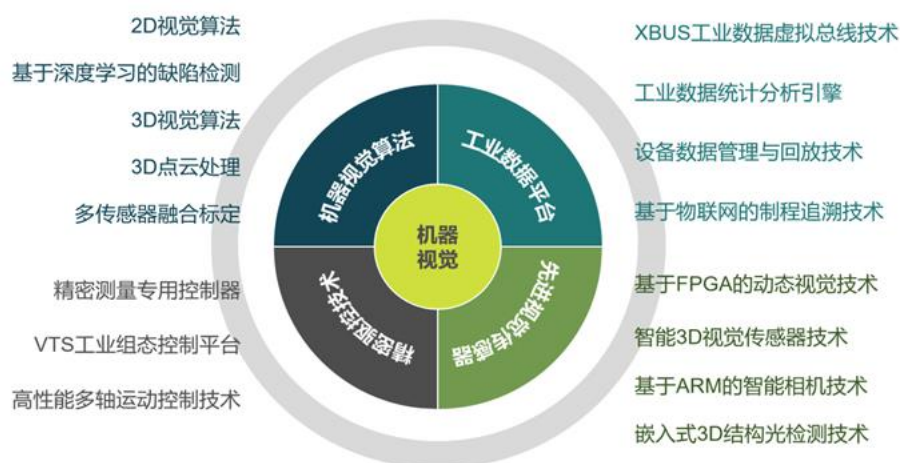 2D视觉算法
基于深度学习的缺陷检测
3D视觉算法
3D点云处理
多传感器融合标定
XBUS工业数据虚拟总线技术
工业数据统计分析引擎
设备数据管理与回放技术
基于物联网的制程追溯技术
机器视觉算法
工业数据平台
机器
视觉
精密驱控技术
先进视觉传感器
精密测量专用控制器
VTS工业组态控制平台
高性能多轴运动控制技术
基于FPGA的动态视觉技术
智能3D视觉传感器技术
基于ARM的智能相机技术
嵌入式3D结构光检测技术